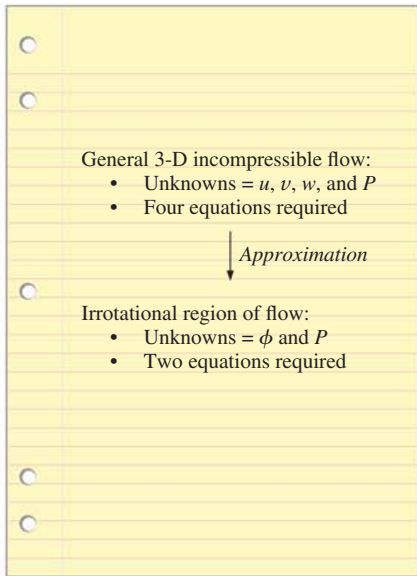 General 3-D incompressible flow:
• Unknowns = u, υ, w, and P
• Four equations required
Approximation
Irrotational region of flow:
• Unknowns = ϕ and P
• Two equations required